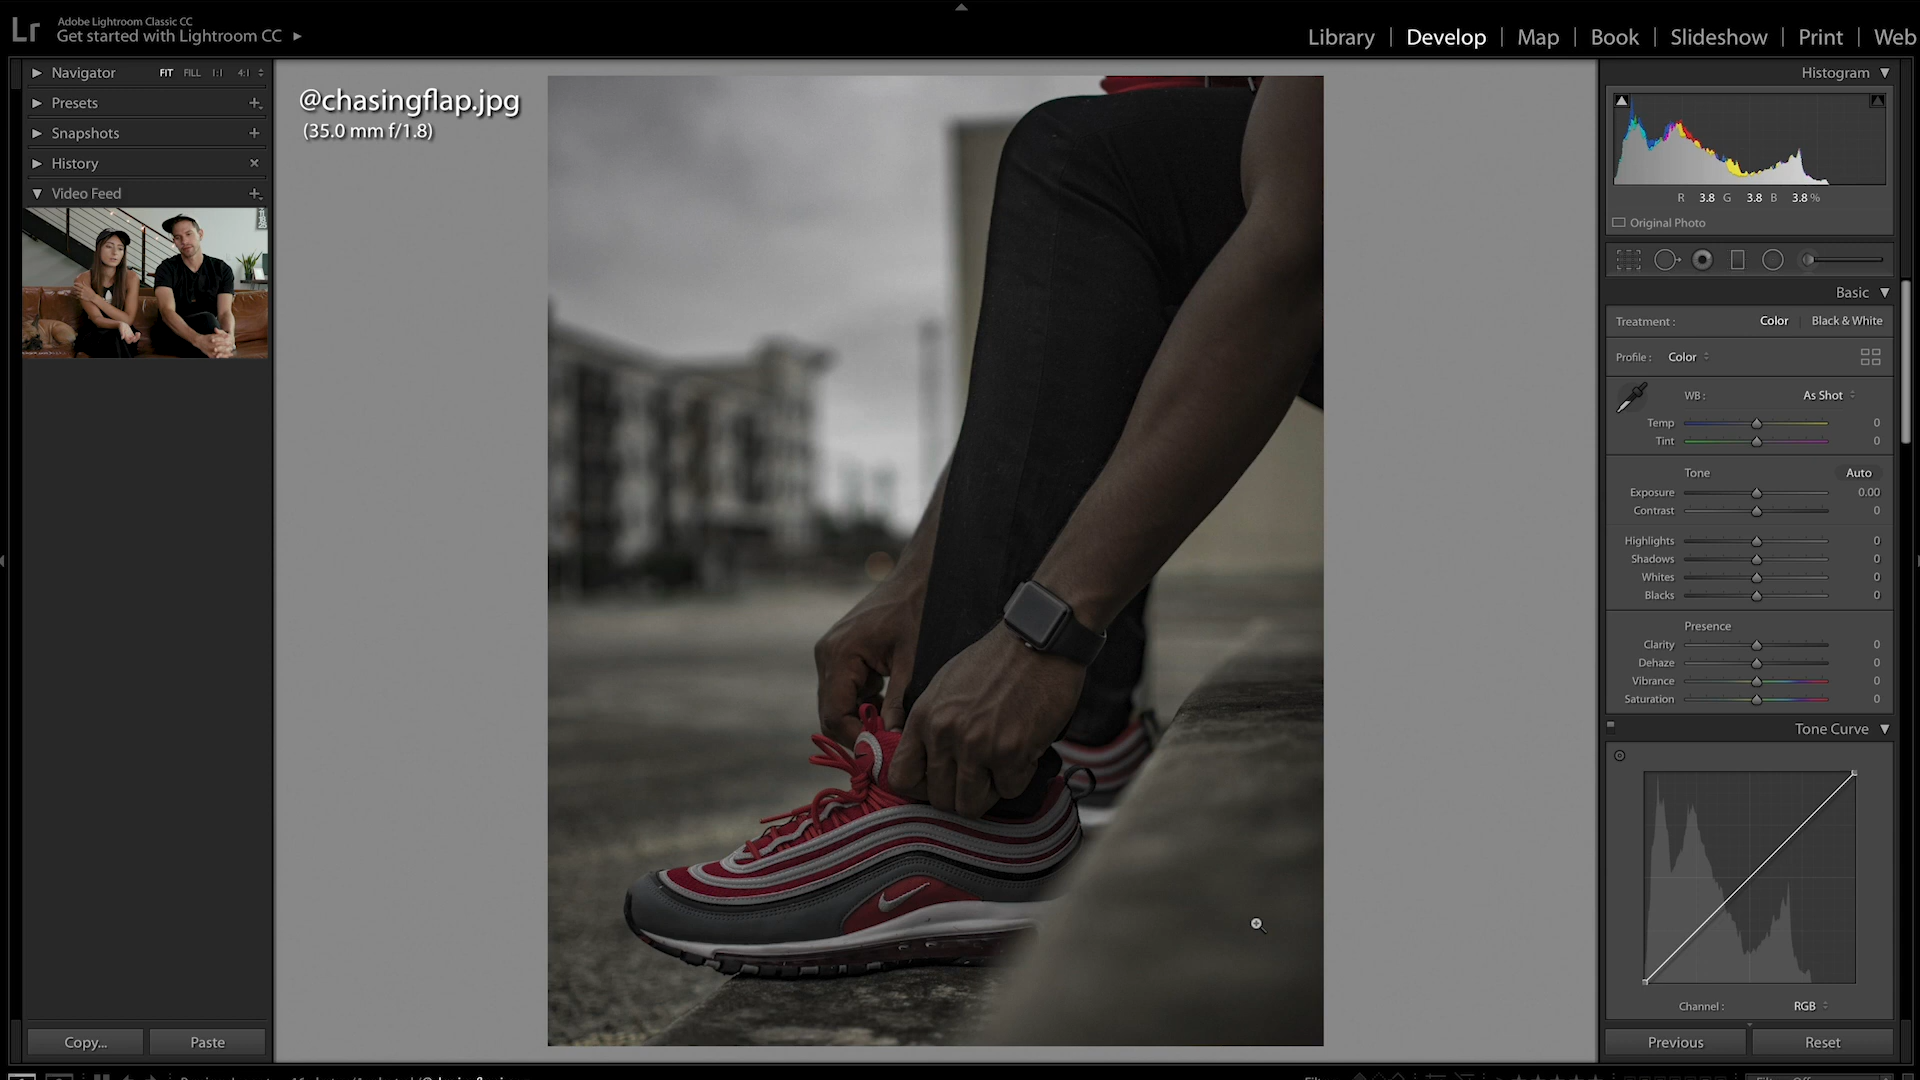 Lr
Adobe Lightroom Classic CC
Get started with Lightroom CC
Library | Develop | Map | Book | Slideshow | Print | Web
Navigator FIT FILL 1:1 4:1
Presets
Snapshots
History
Video Feed
Copy...
Paste
@chasingflap.jpg
(35.0 mm f/1.8)
Histogram
R 3.8 G 3.8 B 3.8 %
Original Photo
Basic
Treatment : Color Black & White
Profile : Color
WB : As Shot
Temp 0
Tint 0
Tone Auto
Exposure 0.00
Contrast 0
Highlights 0
Shadows 0
Whites 0
Blacks 0
Presence
Clarity 0
Dehaze 0
Vibrance 0
Saturation 0
Tone Curve
Channel : RGB
Previous
Reset